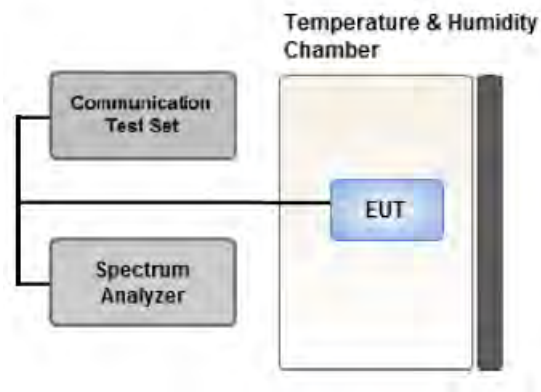 Temperature & Humidity
Chamber
Communication
Test Set
EUT
Spectrum
Analyzer